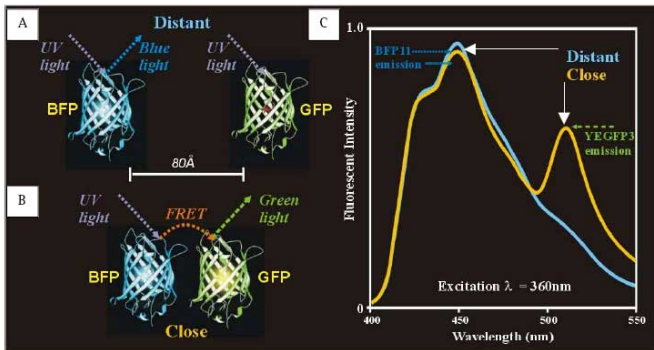 A
Distant
UV
light
Blue
light
UV
light
BFP
GFP
80Å
B
UV
light
FRET
Green
light
BFP
GFP
Close
C
1.0
BFP11
emission
Distant
Close
YEGFP3
emission
Fluorescent Intensity
Excitation λ = 360nm
0
400
450
500
550
Wavelength (nm)